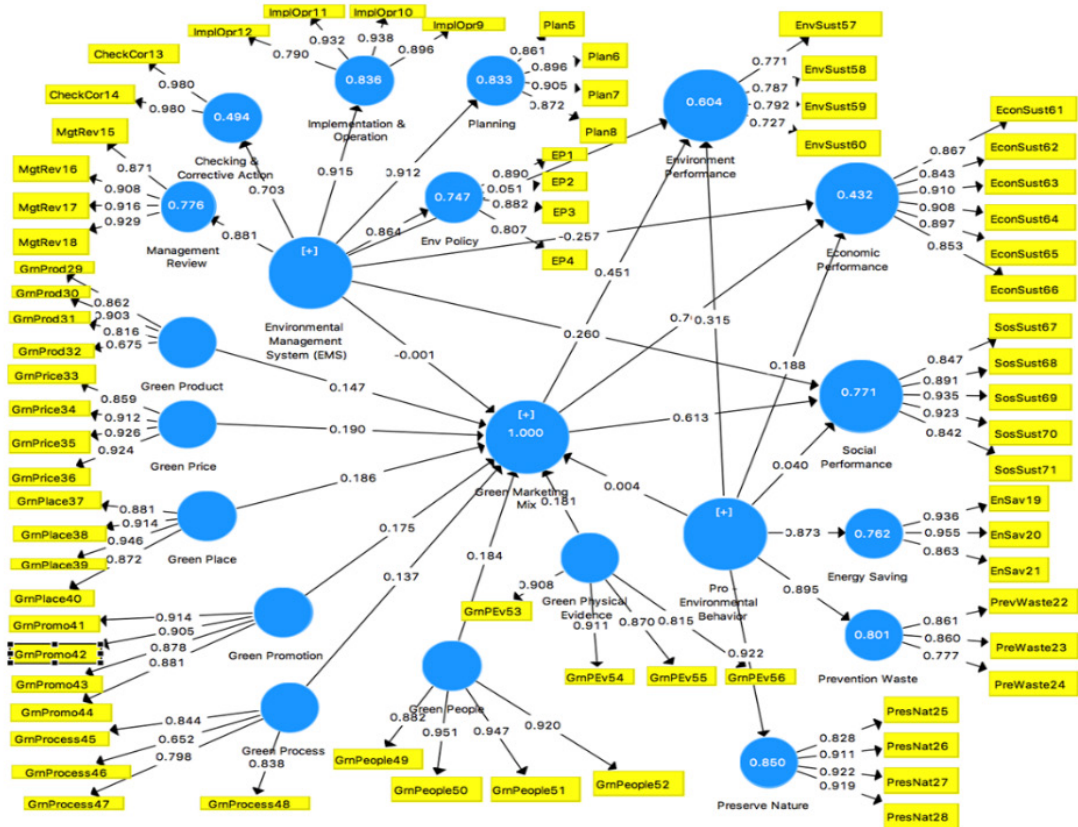 ImplOpr11
ImplOpr10
ImplOpr12
ImplOpr9
0.932
0.938
0.790
0.896
0.836
Implementation &
Operation
CheckCor13
CheckCor14
0.980
0.980
0.494
Checking &
Corrective Action
Plan5
Plan6
Plan7
Plan8
0.861
0.896
0.905
0.872
0.833
Planning
EnvSust57
EnvSust58
EnvSust59
EnvSust60
0.771
0.787
0.792
0.727
0.604
Environment
Performance
MgtRev15
MgtRev16
MgtRev17
MgtRev18
0.871
0.908
0.916
0.929
0.776
Management
Review
EP1
EP2
EP3
EP4
0.890
0.051
0.882
0.807
0.747
Env Policy
EconSust61
EconSust62
EconSust63
EconSust64
EconSust65
EconSust66
0.867
0.843
0.910
0.908
0.897
0.853
0.432
Economic
Performance
0.703
0.915
0.912
0.864
0.881
[+]
Environmental
Management
System (EMS)
-0.257
0.451
0.315
0.260
0.188
-0.001
GrnProd29
GrnProd30
GrnProd31
GrnProd32
0.862
0.903
0.816
0.675
Green Product
0.147
GrnPrice33
GrnPrice34
GrnPrice35
GrnPrice36
0.859
0.912
0.926
0.924
Green Price
0.190
[+]
1.000
Green Marketing
Mix
0.613
SosSust67
SosSust68
SosSust69
SosSust70
SosSust71
0.847
0.891
0.935
0.923
0.842
0.771
Social
Performance
0.040
GrnPlace37
GrnPlace38
GrnPlace39
GrnPlace40
0.881
0.914
0.946
0.872
Green Place
0.186
0.175
0.137
0.184
0.181
0.004
[+]
Pro -
Environmental
Behavior
0.873
0.895
0.922
EnSav19
EnSav20
EnSav21
0.936
0.955
0.863
0.762
Energy Saving
PrevWaste22
PreWaste23
PreWaste24
0.861
0.860
0.777
0.801
Prevention Waste
GrnPromo41
GrnPromo42
GrnPromo43
GrnPromo44
0.914
0.905
0.878
0.881
Green Promotion
GrnProcess45
GrnProcess46
GrnProcess47
GrnProcess48
0.844
0.652
0.798
0.838
Green Process
Green People
GrnPeople49
GrnPeople50
GrnPeople51
GrnPeople52
0.882
0.951
0.947
0.920
Green Physical
Evidence
GrnPEv53
GrnPEv54
GrnPEv55
GrnPEv56
0.908
0.911
0.870
0.815
PresNat25
PresNat26
PresNat27
PresNat28
0.828
0.911
0.922
0.919
0.850
Preserve Nature